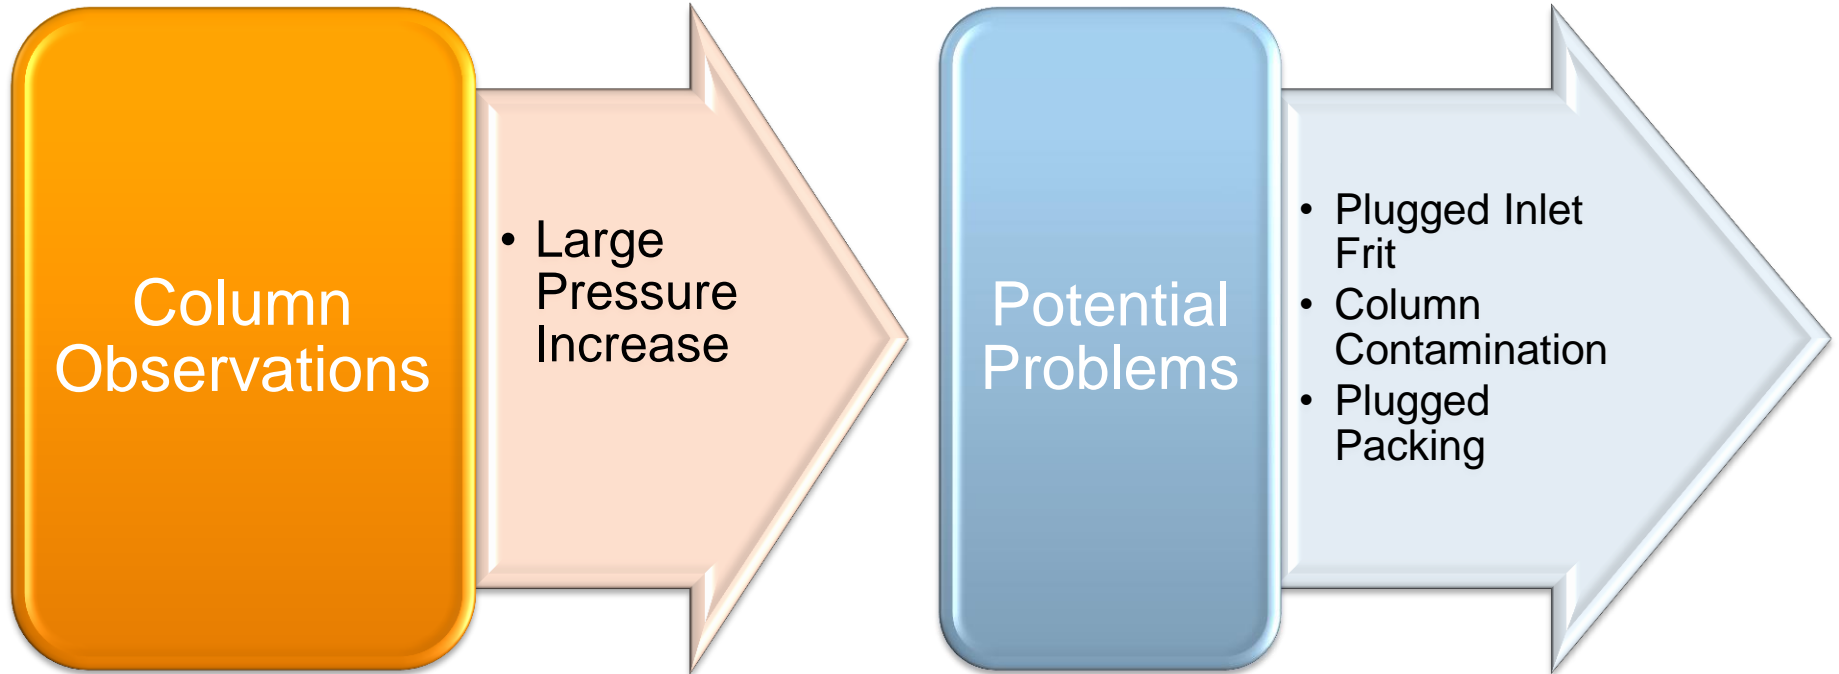 Column
Observations
• Large
Pressure
Increase
Potential
Problems
• Plugged Inlet
Frit
• Column
Contamination
• Plugged
Packing